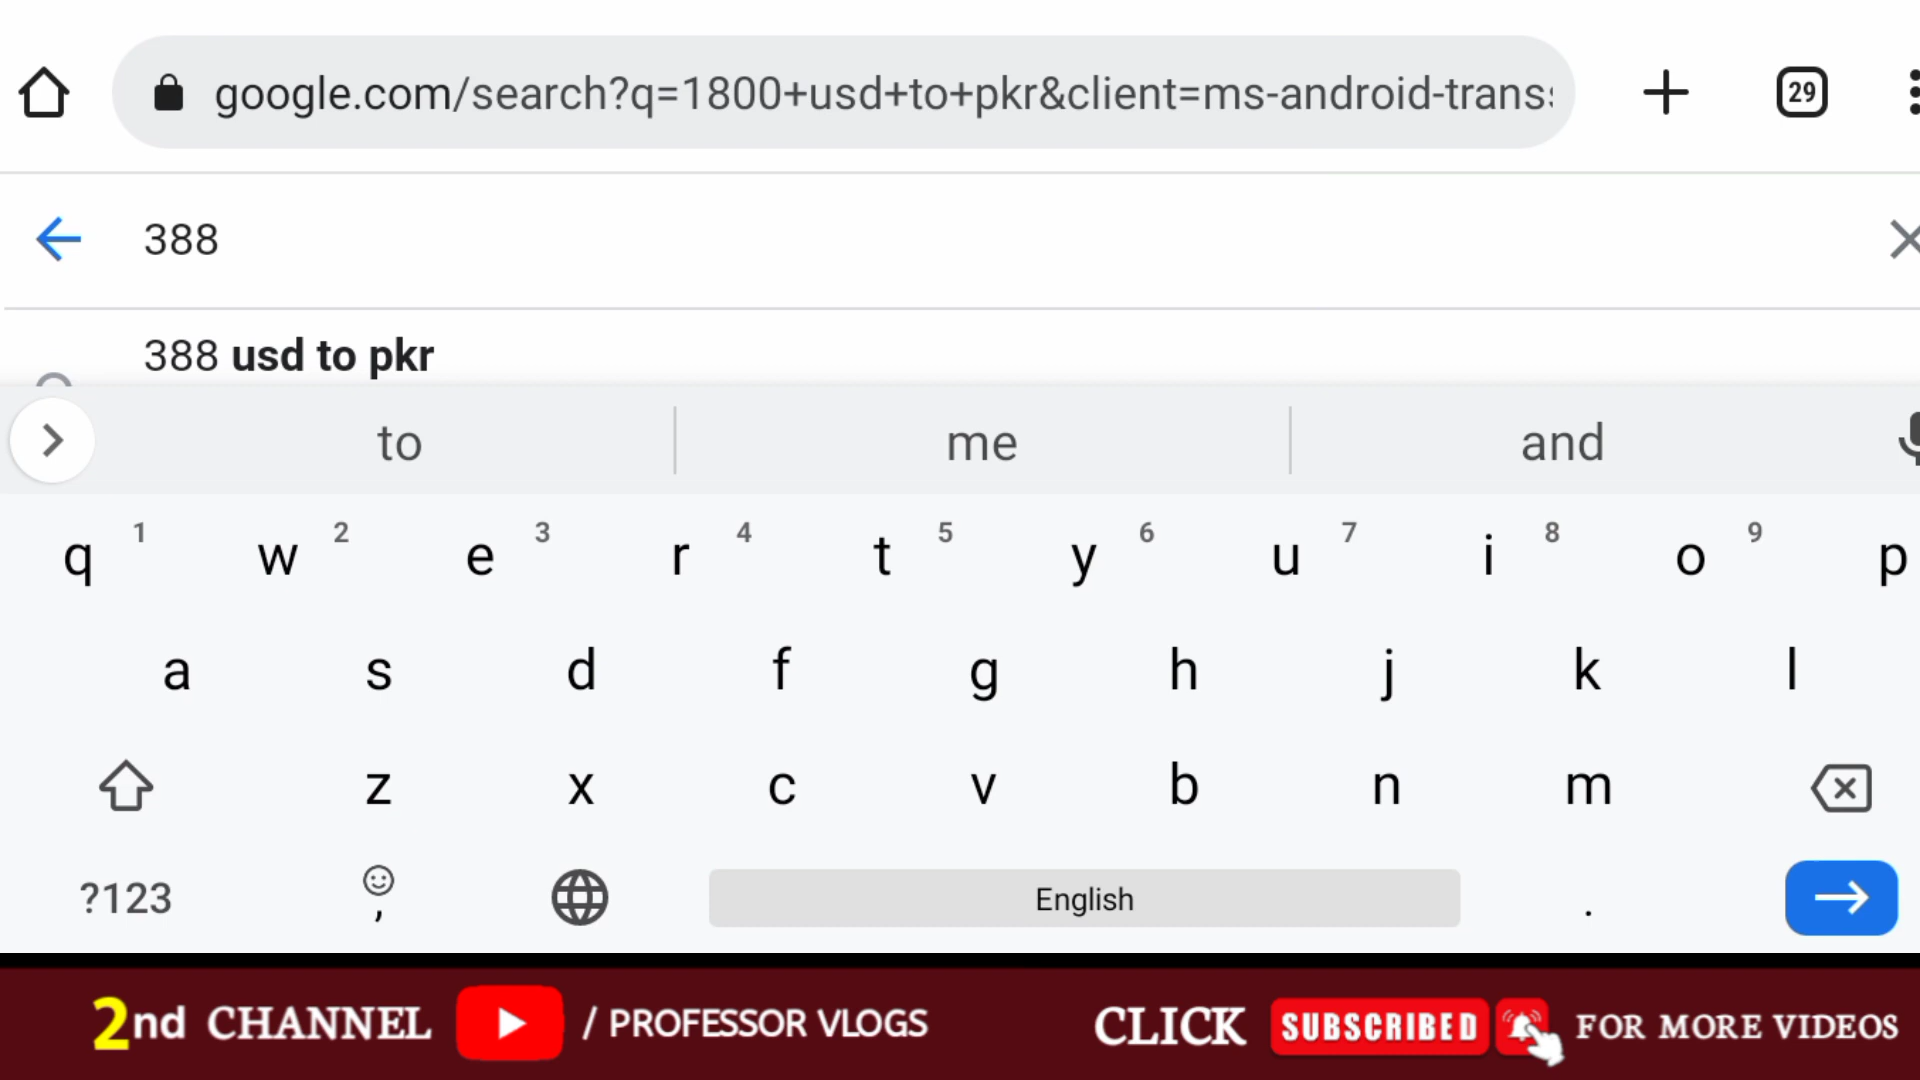 google.com/search?q=1800+usd+to+pkr&client=ms-android-trans
29
388
388 usd to pkr
to me and
q 1 w 2 e 3 r 4 t 5 y 6 u 7 i 8 o 9 p
a s d f g h j k l
z x c v b n m
?123 , English .
2nd CHANNEL / PROFESSOR VLOGS CLICK SUBSCRIBED FOR MORE VIDEOS